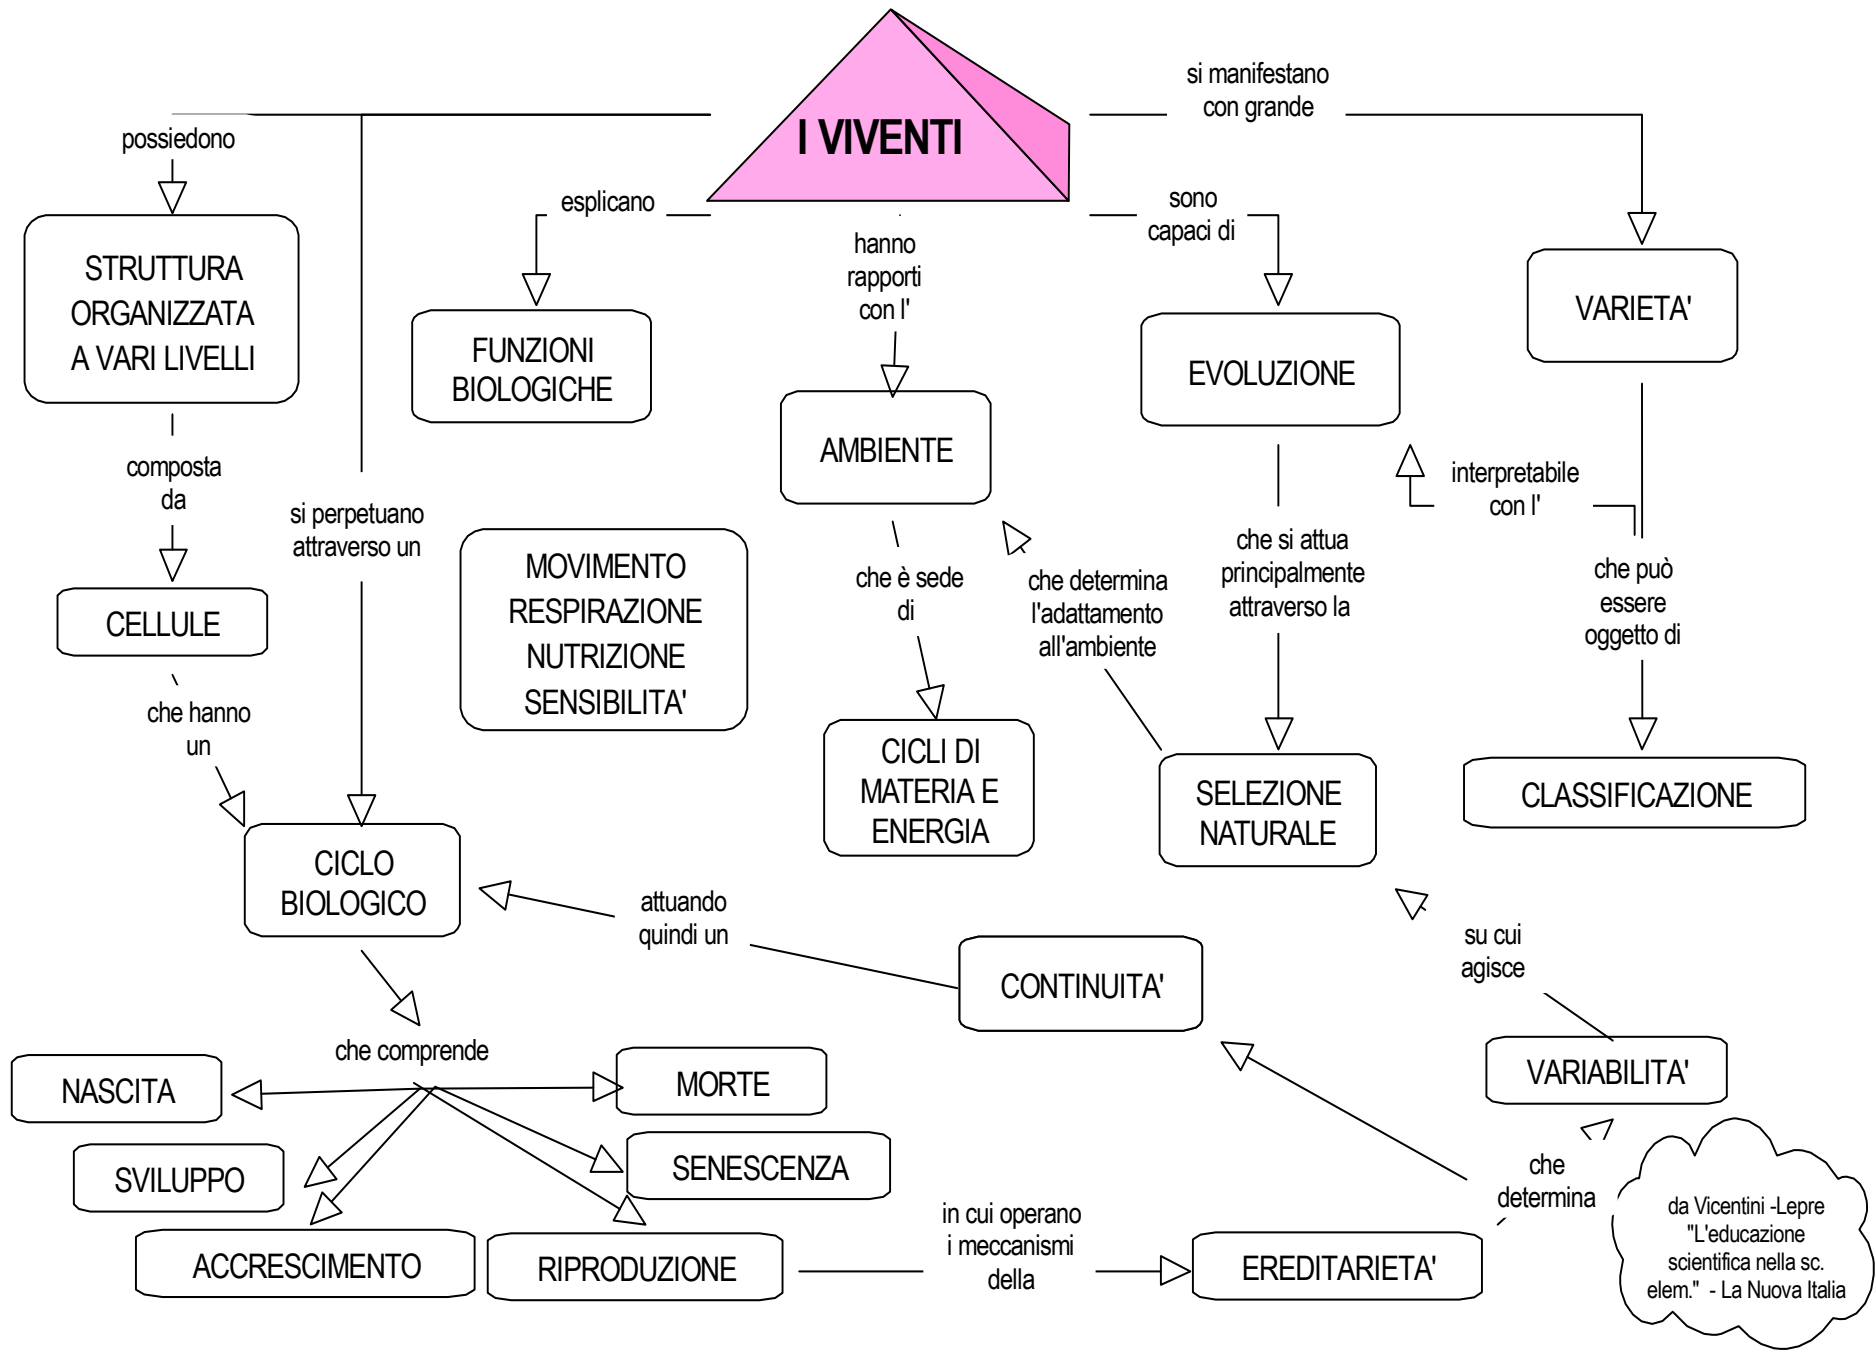 I VIVENTI
si manifestano
con grande
possiedono
esplicano
sono
capaci di
hanno
rapporti
con l'
STRUTTURA
ORGANIZZATA
A VARI LIVELLI
FUNZIONI
BIOLOGICHE
AMBIENTE
EVOLUZIONE
VARIETA'
composta
da
si perpetuano
attraverso un
interpretabile
con l'
MOVIMENTO
RESPIRAZIONE
NUTRIZIONE
SENSIBILITA'
che è sede
di
che determina
l'adattamento
all'ambiente
che si attua
principalmente
attraverso la
che può
essere
oggetto di
CELLULE
che hanno
un
CICLI DI
MATERIA E
ENERGIA
SELEZIONE
NATURALE
CLASSIFICAZIONE
CICLO
BIOLOGICO
attuando
quindi un
CONTINUITA'
su cui
agisce
che comprende
NASCITA
MORTE
VARIABILITA'
SVILUPPO
SENESCENZA
che
determina
ACCRESCIMENTO
RIPRODUZIONE
in cui operano
i meccanismi
della
EREDITARIETA'
da Vicentini -Lepre
"L'educazione
scientifica nella sc.
elem." - La Nuova Italia